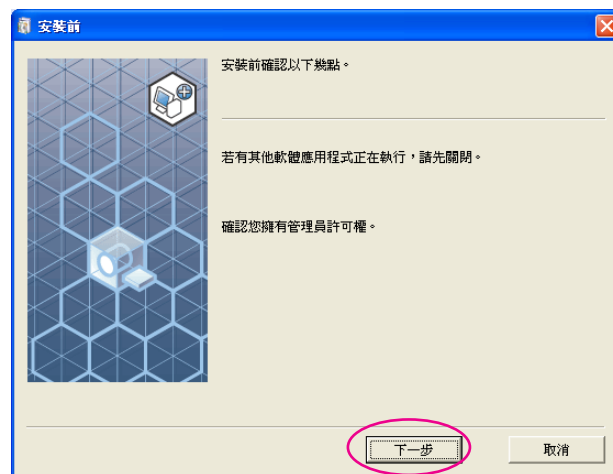 安裝前
安裝前確認以下幾點。
若有其他軟體應用程式正在執行，請先關閉。
確認您擁有管理員許可權。
下一步
取消